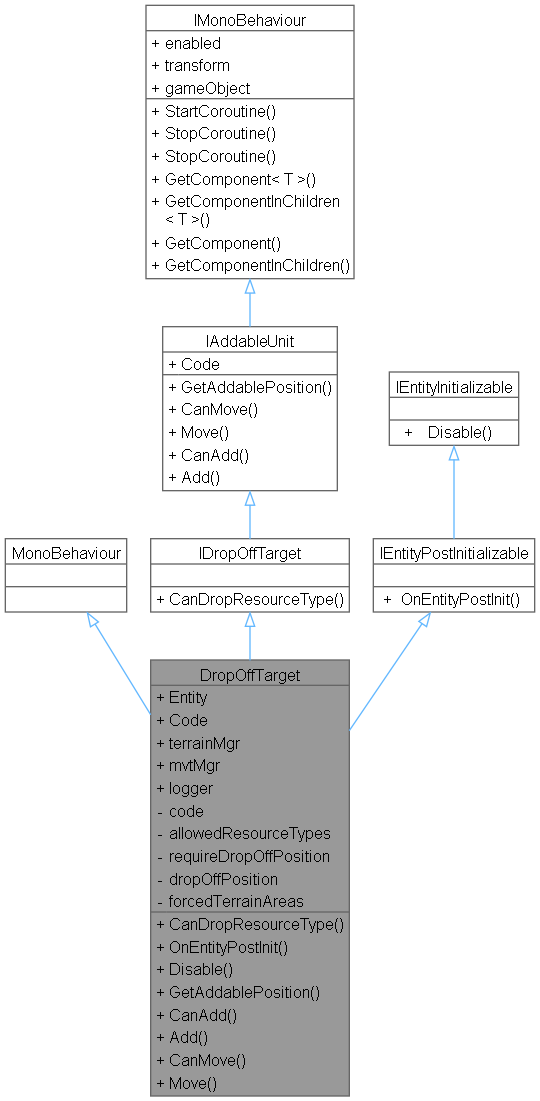 IMonoBehaviour
+ enabled
+ transform
+ gameObject
+ StartCoroutine()
+ StopCoroutine()
+ StopCoroutine()
+ GetComponent< T >()
+ GetComponentInChildren
< T >()
+ GetComponent()
+ GetComponentInChildren()
IAddableUnit
+ Code
+ GetAddablePosition()
+ CanMove()
+ Move()
+ CanAdd()
+ Add()
IEntityInitializable
+ Disable()
MonoBehaviour
IDropOffTarget
+ CanDropResourceType()
IEntityPostInitializable
+ OnEntityPostInit()
DropOffTarget
+ Entity
+ Code
+ terrainMgr
+ mvtMgr
+ logger
- code
- allowedResourceTypes
- requireDropOffPosition
- dropOffPosition
- forcedTerrainAreas
+ CanDropResourceType()
+ OnEntityPostInit()
+ Disable()
+ GetAddablePosition()
+ CanAdd()
+ Add()
+ CanMove()
+ Move()